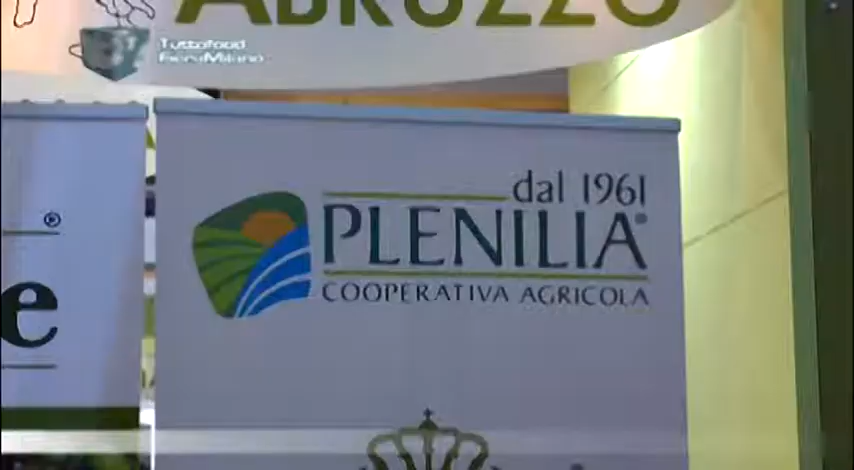 ABRUZZO
Tuttofood
FieraMilano
dal 1961
PLENILIA®
COOPERATIVA AGRICOLA
®
e